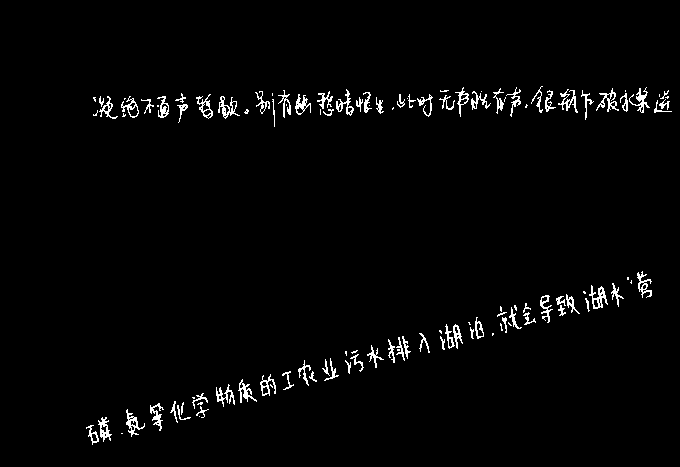 凝绝不通声暂歇。别有幽愁暗恨生,此时无声胜有声,银瓶乍破水浆迸
磷、氮等化学物质的工农业污水排入湖泊,就会导致湖水“营